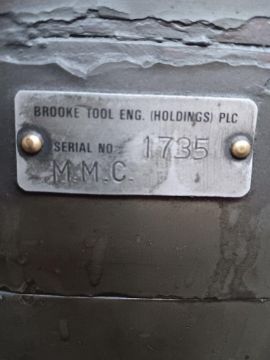 BROOKE TOOL ENG. (HOLDINGS) PLC
SERIAL NO 1735
M.M.C.